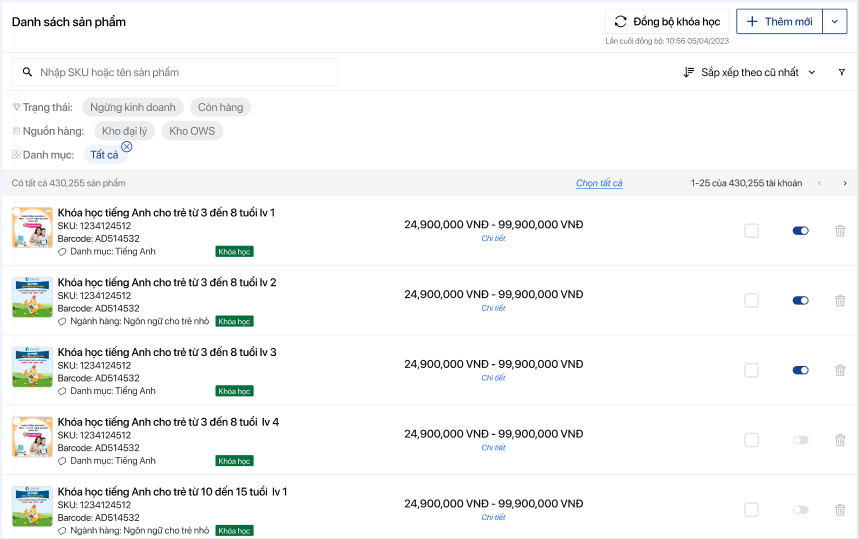 Danh sách sản phẩm
Đồng bộ khóa học
Thêm mới
Lần cuối đồng bộ: 10:56 05/04/2023
Nhập SKU hoặc tên sản phẩm
Sắp xếp theo cũ nhất
Trạng thái: Ngừng kinh doanh Còn hàng
Nguồn hàng: Kho đại lý Kho OWS
Danh mục: Tất cả
Có tất cả 430,255 sản phẩm Chọn tất cả 1-25 của 430,255 tài khoản
Khóa học tiếng Anh cho trẻ từ 3 đến 8 tuổi lv 1
SKU: 1234124512
Barcode: AD514532
Danh mục: Tiếng Anh Khóa học
24,900,000 VNĐ - 99,900,000 VNĐ
Chi tiết
Khóa học tiếng Anh cho trẻ từ 3 đến 8 tuổi lv 2
SKU: 1234124512
Barcode: AD514532
Ngành hàng: Ngôn ngữ cho trẻ nhỏ Khóa học
24,900,000 VNĐ - 99,900,000 VNĐ
Chi tiết
Khóa học tiếng Anh cho trẻ từ 3 đến 8 tuổi lv 3
SKU: 1234124512
Barcode: AD514532
Danh mục: Tiếng Anh Khóa học
24,900,000 VNĐ - 99,900,000 VNĐ
Chi tiết
Khóa học tiếng Anh cho trẻ từ 3 đến 8 tuổi lv 4
SKU: 1234124512
Barcode: AD514532
Danh mục: Tiếng Anh Khóa học
24,900,000 VNĐ - 99,900,000 VNĐ
Chi tiết
Khóa học tiếng Anh cho trẻ từ 10 đến 15 tuổi lv 1
SKU: 1234124512
Barcode: AD514532
Ngành hàng: Ngôn ngữ cho trẻ nhỏ Khóa học
24,900,000 VNĐ - 99,900,000 VNĐ
Chi tiết